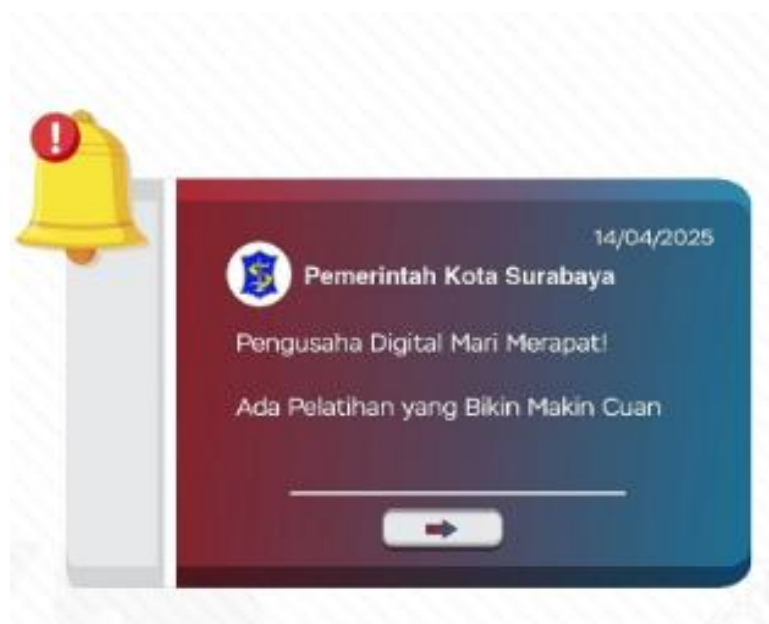 14/04/2025
Pemerintah Kota Surabaya
Pengusaha Digital Mari Merapat!
Ada Pelatihan yang Bikin Makin Cuan